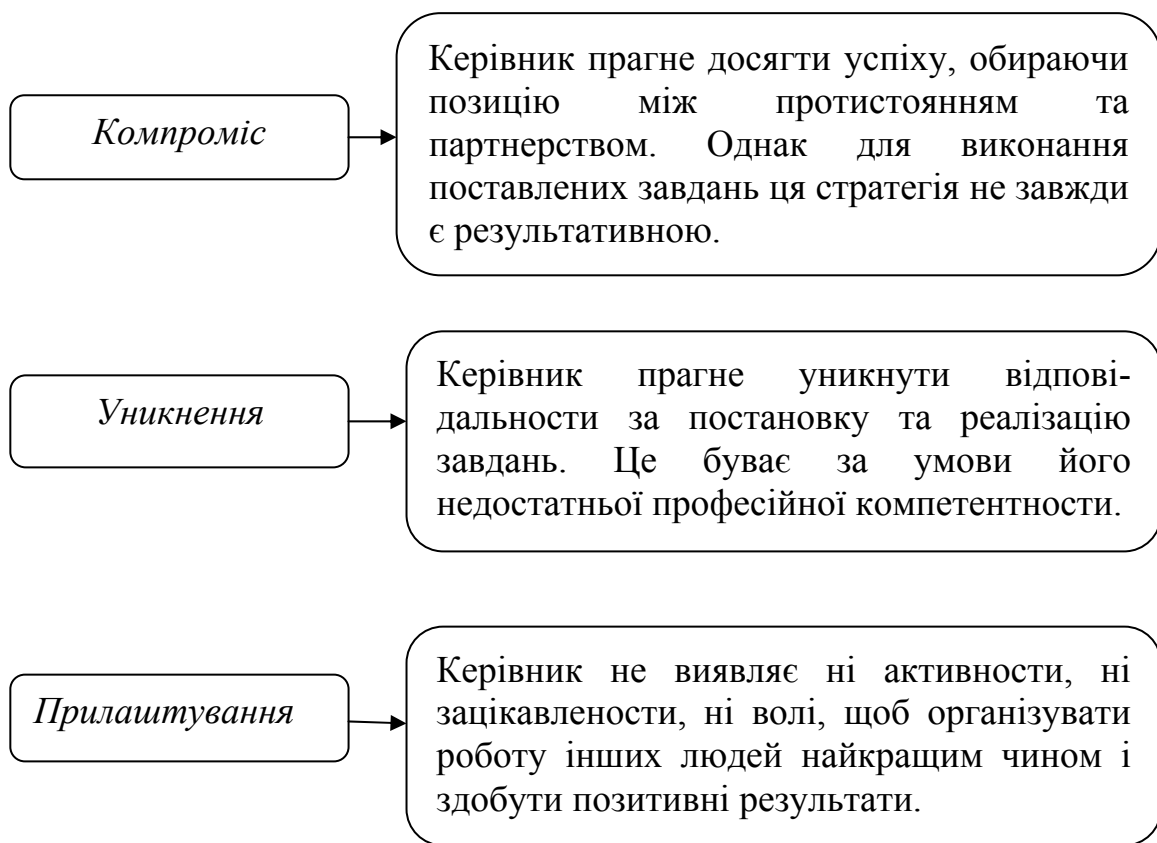 Компроміс
Керівник прагне досягти успіху, обираючи
позицію між протистоянням та
партнерством. Однак для виконання
поставлених завдань ця стратегія не завжди
є результативною.
Уникнення
Керівник прагне уникнути відпові-
дальности за постановку та реалізацію
завдань. Це буває за умови його
недостатньої професійної компетентности.
Прилаштування
Керівник не виявляє ні активности, ні
зацікавлености, ні волі, щоб організувати
роботу інших людей найкращим чином і
здобути позитивні результати.